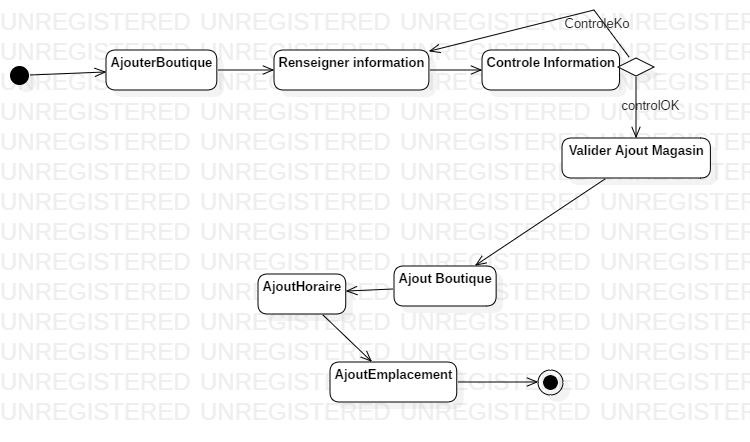 ControleKo
AjouterBoutique
Renseigner information
Controle Information
controlOK
Valider Ajout Magasin
Ajout Boutique
AjoutHoraire
AjoutEmplacement
UNREGISTERED UNREGISTERED UNREGISTERED UNREGISTERED